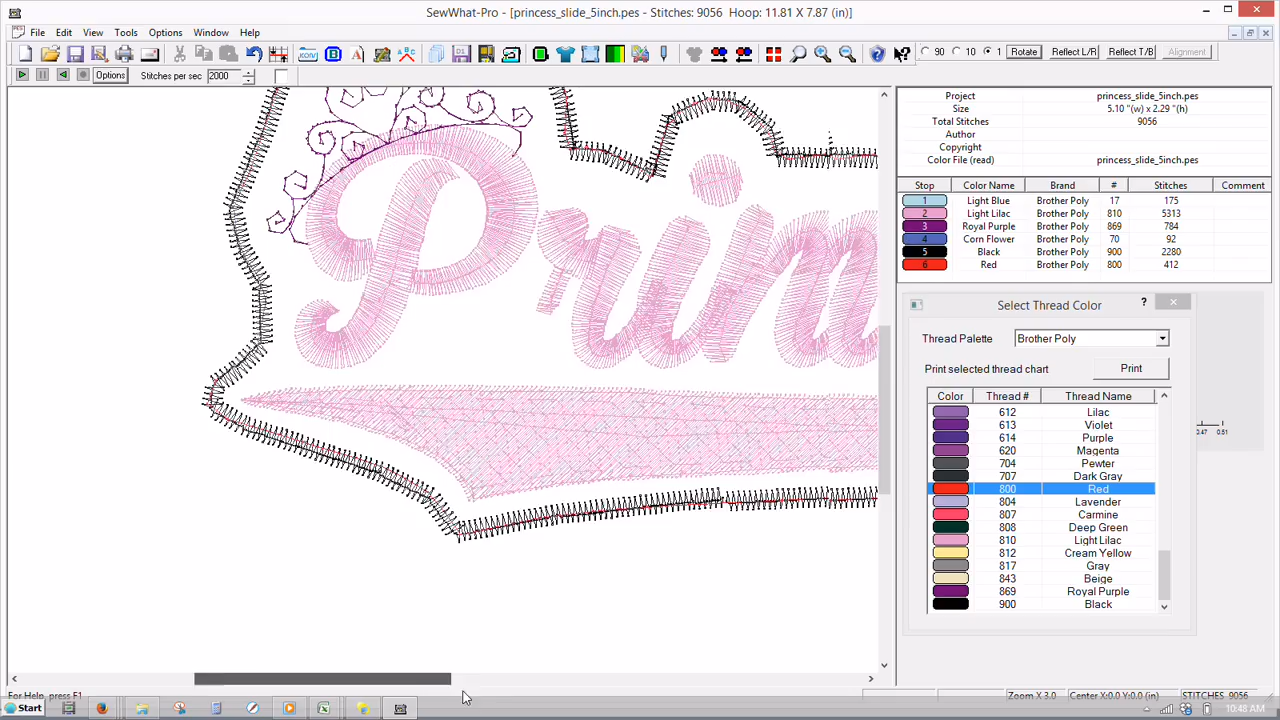 SewWhat-Pro - [princess_slide_5inch.pes - Stitches: 9056 Hoop: 11.81 X 7.87 (in)]
File Edit View Tools Options Window Help
90 Rotate Reflect L/R Reflect T/B Alignment
Options Stitches per sec 2000
Project princess_slide_5inch.pes
Size 5.10 "(w) x 2.29 "(h)
Total Stitches 9056
Author
Copyright
Color File (read) princess_slide_5inch.pes
Stop Color Name Brand # Stitches Comment
1 Light Blue Brother Poly 17 175
2 Light Lilac Brother Poly 810 5313
3 Royal Purple Brother Poly 869 784
4 Corn Flower Brother Poly 70 92
5 Black Brother Poly 900 2280
6 Red Brother Poly 800 412
Select Thread Color ?
Thread Palette Brother Poly
Print selected thread chart Print
Color Thread # Thread Name
612 Lilac
613 Violet
614 Purple
620 Magenta
704 Pewter
707 Dark Gray
800 Red
804 Lavender
807 Carmine
808 Deep Green
810 Light Lilac
812 Cream Yellow
817 Gray
843 Beige
869 Royal Purple
900 Black
0.47 0.51
For Help, press F1 Zoom X 3.0 Center X:0.0 Y:0.0 (in) STITCHES 9056
Start 10:48 AM